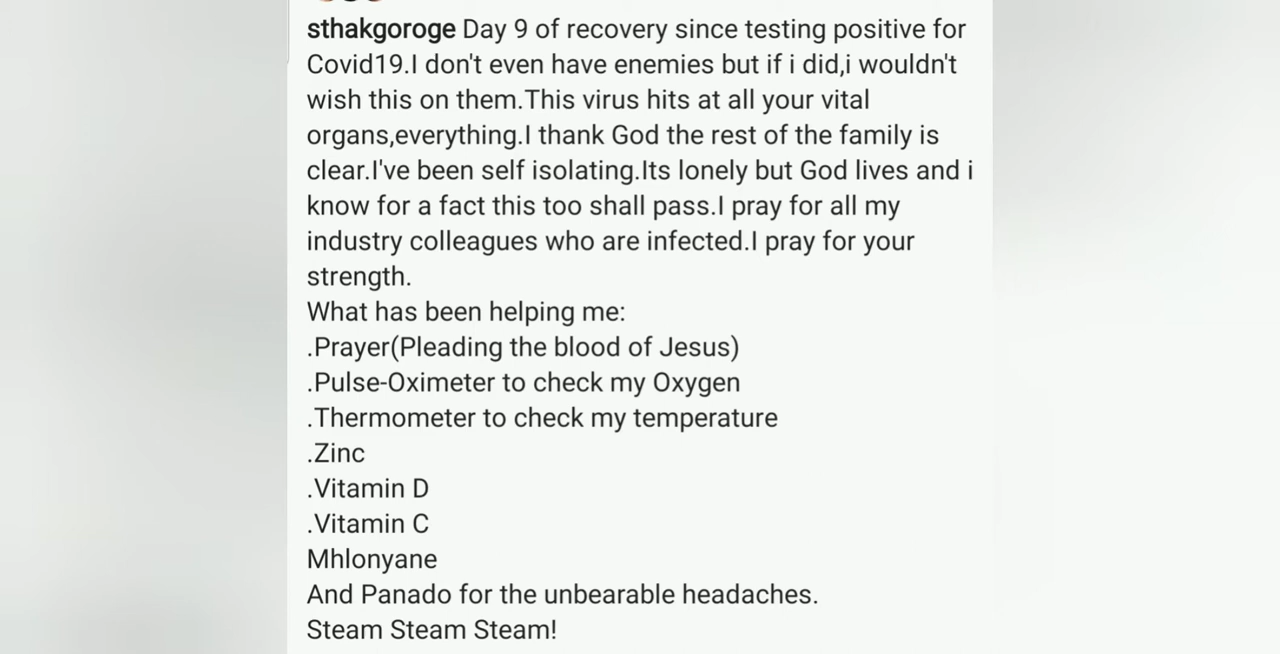 sthakgoroge Day 9 of recovery since testing positive for
Covid19.I don't even have enemies but if i did,i wouldn't
wish this on them.This virus hits at all your vital
organs,everything.I thank God the rest of the family is
clear.I've been self isolating.Its lonely but God lives and i
know for a fact this too shall pass.I pray for all my
industry colleagues who are infected.I pray for your
strength.
What has been helping me:
.Prayer(Pleading the blood of Jesus)
.Pulse-Oximeter to check my Oxygen
.Thermometer to check my temperature
.Zinc
.Vitamin D
.Vitamin C
Mhlonyane
And Panado for the unbearable headaches.
Steam Steam Steam!